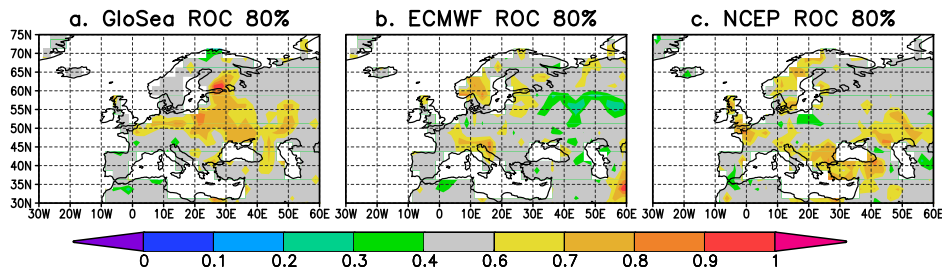 a. GloSea ROC 80% b. ECMWF ROC 80% c. NCEP ROC 80%
75N
70N
65N
60N
55N
50N
45N
40N
35N
30N
30W 20W 10W 0 10E 20E 30E 40E 50E 60E 30W 20W 10W 0 10E 20E 30E 40E 50E 60E 30W 20W 10W 0 10E 20E 30E 40E 50E 60E
0 0.1 0.2 0.3 0.4 0.6 0.7 0.8 0.9 1